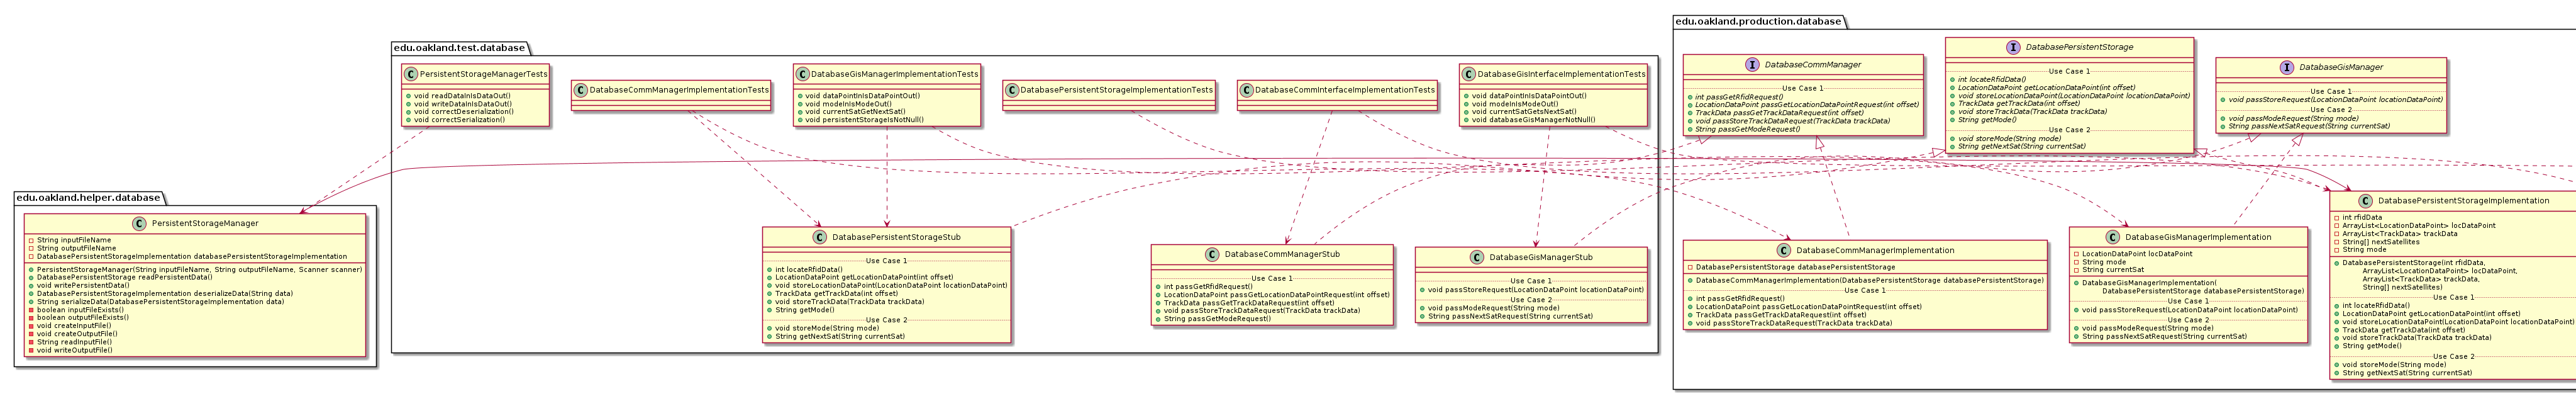 edu.oakland.test.database
PersistentStorageManagerTests
void readDataInIsDataOut()
void writeDataInIsDataOut()
void correctDeserialization()
void correctSerialization()
DatabaseCommManagerImplementationTests
DatabaseGisManagerImplementationTests
void dataPointInIsDataPointOut()
void modeInIsModeOut()
void currentSatGetNextSat()
void persistentStorageIsNotNull()
DatabasePersistentStorageImplementationTests
DatabaseCommInterfaceImplementationTests
DatabaseGisInterfaceImplementationTests
void dataPointInIsDataPointOut()
void modeInIsModeOut()
void currentSatGetsNextSat()
void databaseGisManagerNotNull()
DatabasePersistentStorageStub
Use Case 1
int locateRfidData()
LocationDataPoint getLocationDataPoint(int offset)
void storeLocationDataPoint(LocationDataPoint locationDataPoint)
TrackData getTrackData(int offset)
void storeTrackData(TrackData trackData)
String getMode()
Use Case 2
void storeMode(String mode)
String getNextSat(String currentSat)
DatabaseCommManagerStub
Use Case 1
int passGetRfidRequest()
LocationDataPoint passGetLocationDataPointRequest(int offset)
TrackData passGetTrackDataRequest(int offset)
void passStoreTrackDataRequest(TrackData trackData)
String passGetModeRequest()
DatabaseGisManagerStub
Use Case 1
void passStoreRequest(LocationDataPoint locationDataPoint)
Use Case 2
void passModeRequest(String mode)
String passNextSatRequest(String currentSat)
edu.oakland.helper.database
PersistentStorageManager
String inputFileName
String outputFileName
DatabasePersistentStorageImplementation databasePersistentStorageImplementation
PersistentStorageManager(String inputFileName, String outputFileName, Scanner scanner)
DatabasePersistentStorage readPersistentData()
void writePersistentData()
DatabasePersistentStorageImplementation deserializeData(String data)
String serializeData(DatabasePersistentStorageImplementation data)
boolean inputFileExists()
boolean outputFileExists()
void createInputFile()
void createOutputFile()
String readInputFile()
void writeOutputFile()
edu.oakland.production.database
DatabaseCommManager
Use Case 1
int passGetRfidRequest()
LocationDataPoint passGetLocationDataPointRequest(int offset)
TrackData passGetTrackDataRequest(int offset)
void passStoreTrackDataRequest(TrackData trackData)
String passGetModeRequest()
DatabasePersistentStorage
Use Case 1
int locateRfidData()
LocationDataPoint getLocationDataPoint(int offset)
void storeLocationDataPoint(LocationDataPoint locationDataPoint)
TrackData getTrackData(int offset)
void storeTrackData(TrackData trackData)
String getMode()
Use Case 2
void storeMode(String mode)
String getNextSat(String currentSat)
DatabaseGisManager
Use Case 1
void passStoreRequest(LocationDataPoint locationDataPoint)
Use Case 2
void passModeRequest(String mode)
String passNextSatRequest(String currentSat)
DatabaseCommManagerImplementation
DatabasePersistentStorage databasePersistentStorage
DatabaseCommManagerImplementation(DatabasePersistentStorage databasePersistentStorage)
Use Case 1
int passGetRfidRequest()
LocationDataPoint passGetLocationDataPointRequest(int offset)
TrackData passGetTrackDataRequest(int offset)
void passStoreTrackDataRequest(TrackData trackData)
DatabaseGisManagerImplementation
LocationDataPoint locDataPoint
String mode
String currentSat
DatabaseGisManagerImplementation(
DatabasePersistentStorage databasePersistentStorage)
Use Case 1
void passStoreRequest(LocationDataPoint locationDataPoint)
Use Case 2
void passModeRequest(String mode)
String passNextSatRequest(String currentSat)
DatabasePersistentStorageImplementation
int rfidData
ArrayList<LocationDataPoint> locDataPoint
ArrayList<TrackData> trackData
String[] nextSatellites
String mode
DatabasePersistentStorage(int rfidData,
ArrayList<LocationDataPoint> locDataPoint,
ArrayList<TrackData> trackData,
String[] nextSatellites)
Use Case 1
int locateRfidData()
LocationDataPoint getLocationDataPoint(int offset)
void storeLocationDataPoint(LocationDataPoint locationDataPoint)
TrackData getTrackData(int offset)
void storeTrackData(TrackData trackData)
String getMode()
Use Case 2
void storeMode(String mode)
String getNextSat(String currentSat)